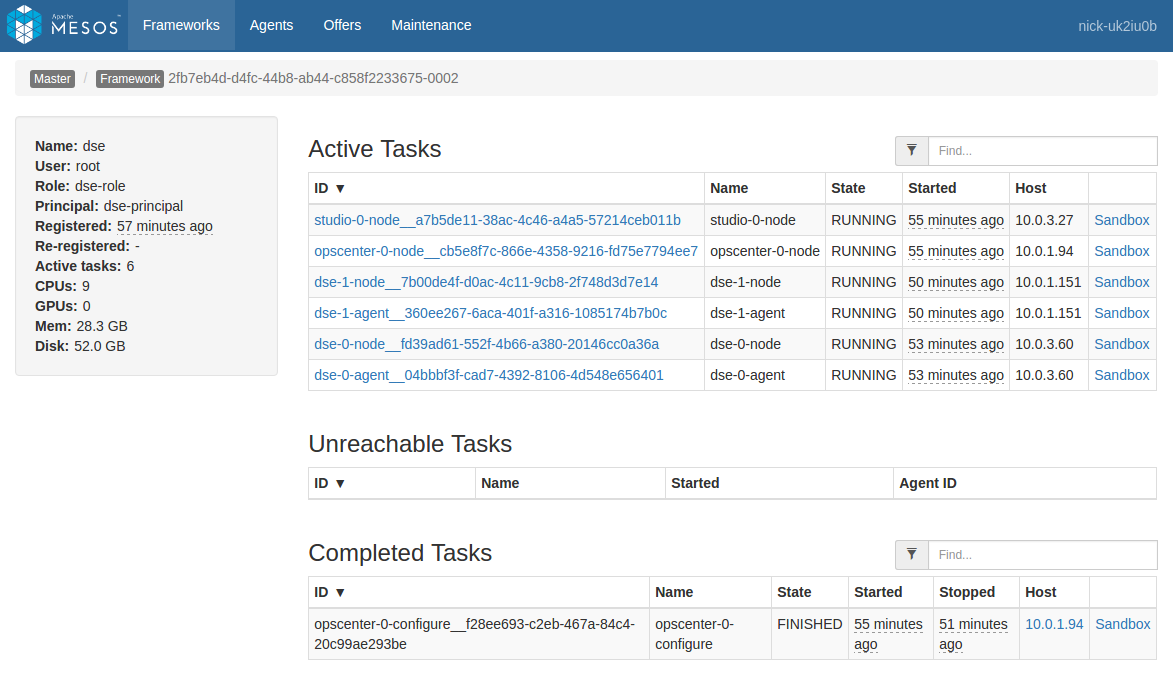 Apache MESOS™ Frameworks Agents Offers Maintenance nick-uk2iu0b
Master / Framework 2fb7eb4d-d4fc-44b8-ab44-c858f2233675-0002
Name: dse
User: root
Role: dse-role
Principal: dse-principal
Registered: 57 minutes ago
Re-registered: -
Active tasks: 6
CPUs: 9
GPUs: 0
Mem: 28.3 GB
Disk: 52.0 GB
Active Tasks Find...
ID ▼ Name State Started Host
studio-0-node__a7b5de11-38ac-4c46-a4a5-57214ceb011b studio-0-node RUNNING 55 minutes ago 10.0.3.27 Sandbox
opscenter-0-node__cb5e8f7c-866e-4358-9216-fd75e7794ee7 opscenter-0-node RUNNING 55 minutes ago 10.0.1.94 Sandbox
dse-1-node__7b00de4f-d0ac-4c11-9cb8-2f748d3d7e14 dse-1-node RUNNING 50 minutes ago 10.0.1.151 Sandbox
dse-1-agent__360ee267-6aca-401f-a316-1085174b7b0c dse-1-agent RUNNING 50 minutes ago 10.0.1.151 Sandbox
dse-0-node__fd39ad61-552f-4b66-a380-20146cc0a36a dse-0-node RUNNING 53 minutes ago 10.0.3.60 Sandbox
dse-0-agent__04bbbf3f-cad7-4392-8106-4d548e656401 dse-0-agent RUNNING 53 minutes ago 10.0.3.60 Sandbox
Unreachable Tasks
ID ▼ Name Started Agent ID
Completed Tasks Find...
ID ▼ Name State Started Stopped Host
opscenter-0-configure__f28ee693-c2eb-467a-84c4- opscenter-0- FINISHED 55 minutes 51 minutes 10.0.1.94 Sandbox
20c99ae293be configure ago ago